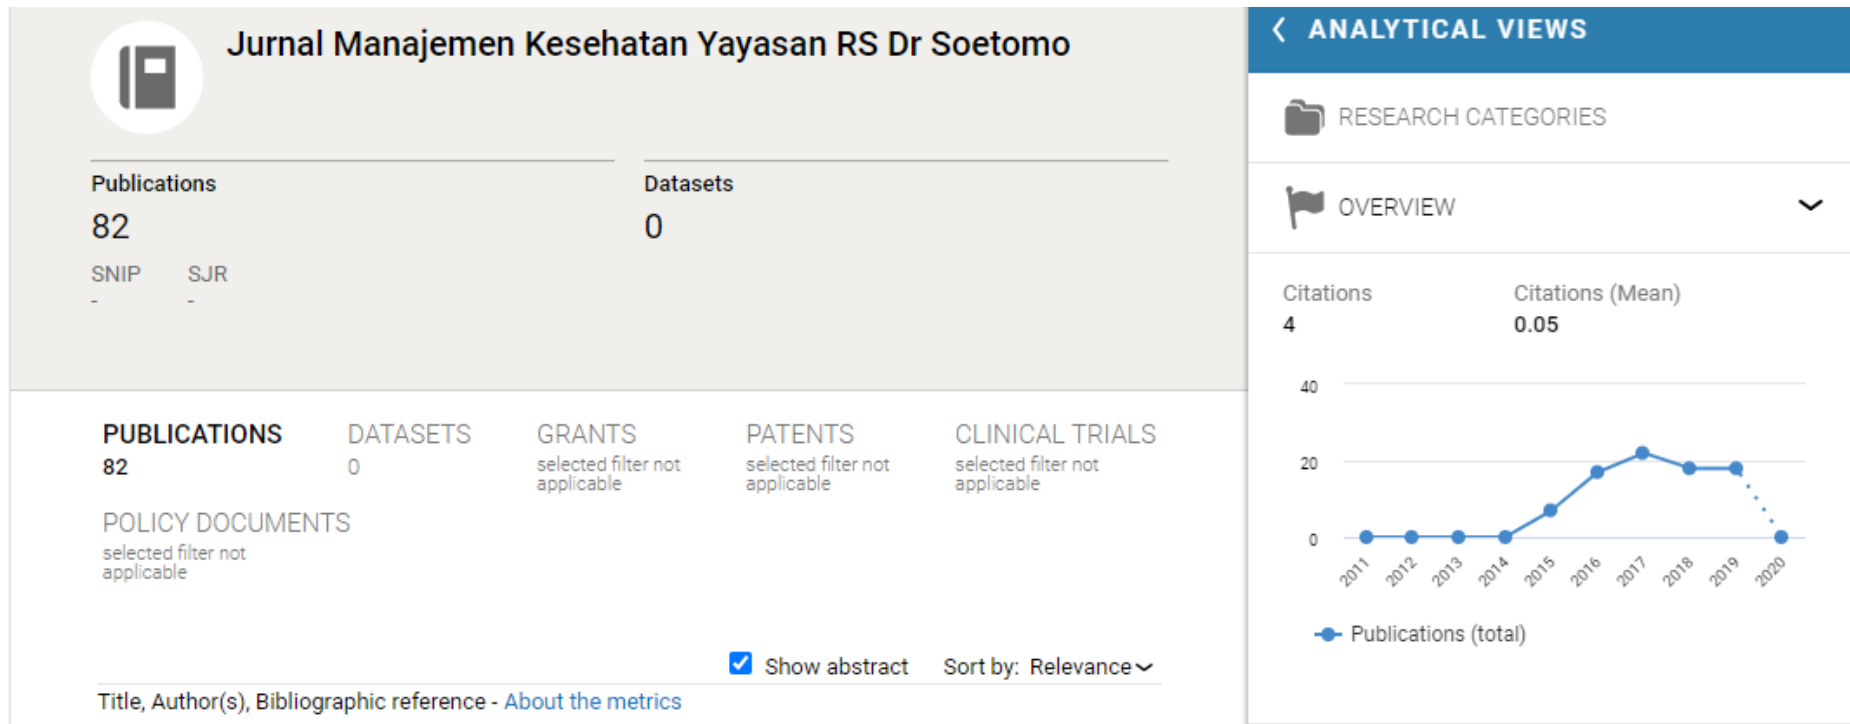 Jurnal Manajemen Kesehatan Yayasan RS Dr Soetomo
Publications
82
Datasets
0
SNIP SJR
- -
PUBLICATIONS
82
DATASETS
0
GRANTS
selected filter not
applicable
PATENTS
selected filter not
applicable
CLINICAL TRIALS
selected filter not
applicable
POLICY DOCUMENTS
selected filter not
applicable
Show abstract Sort by: Relevance
Title, Author(s), Bibliographic reference - About the metrics
ANALYTICAL VIEWS
RESEARCH CATEGORIES
OVERVIEW
Citations
4
Citations (Mean)
0.05
40
20
0
2011 2012 2013 2014 2015 2016 2017 2018 2019 2020
Publications (total)